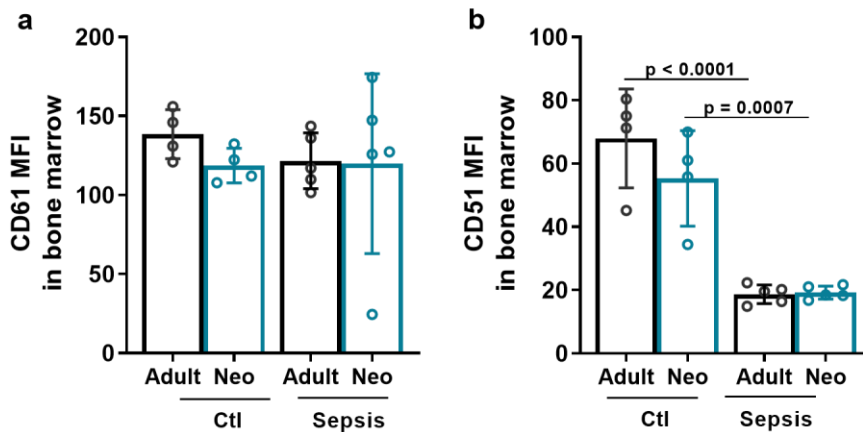 a
CD61 MFI
in bone marrow
200
150
100
50
0
Adult Neo Adult Neo
Ctl Sepsis
b
CD51 MFI
in bone marrow
100
80
60
40
20
0
p < 0.0001
p = 0.0007
Adult Neo Adult Neo
Ctl Sepsis